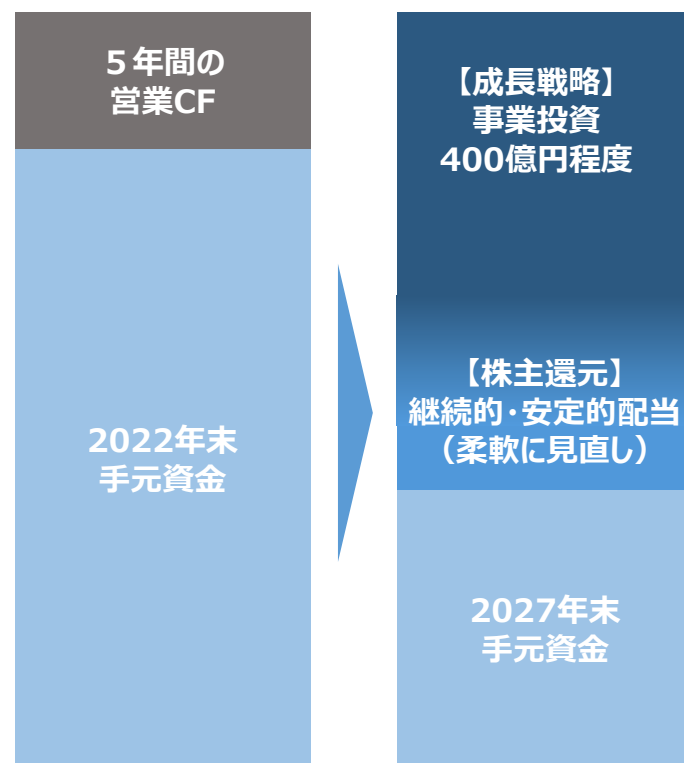 ５年間の
営業CF
2022年末
手元資金
【成長戦略】
事業投資
400億円程度
【株主還元】
継続的・安定的配当
（柔軟に見直し）
2027年末
手元資金